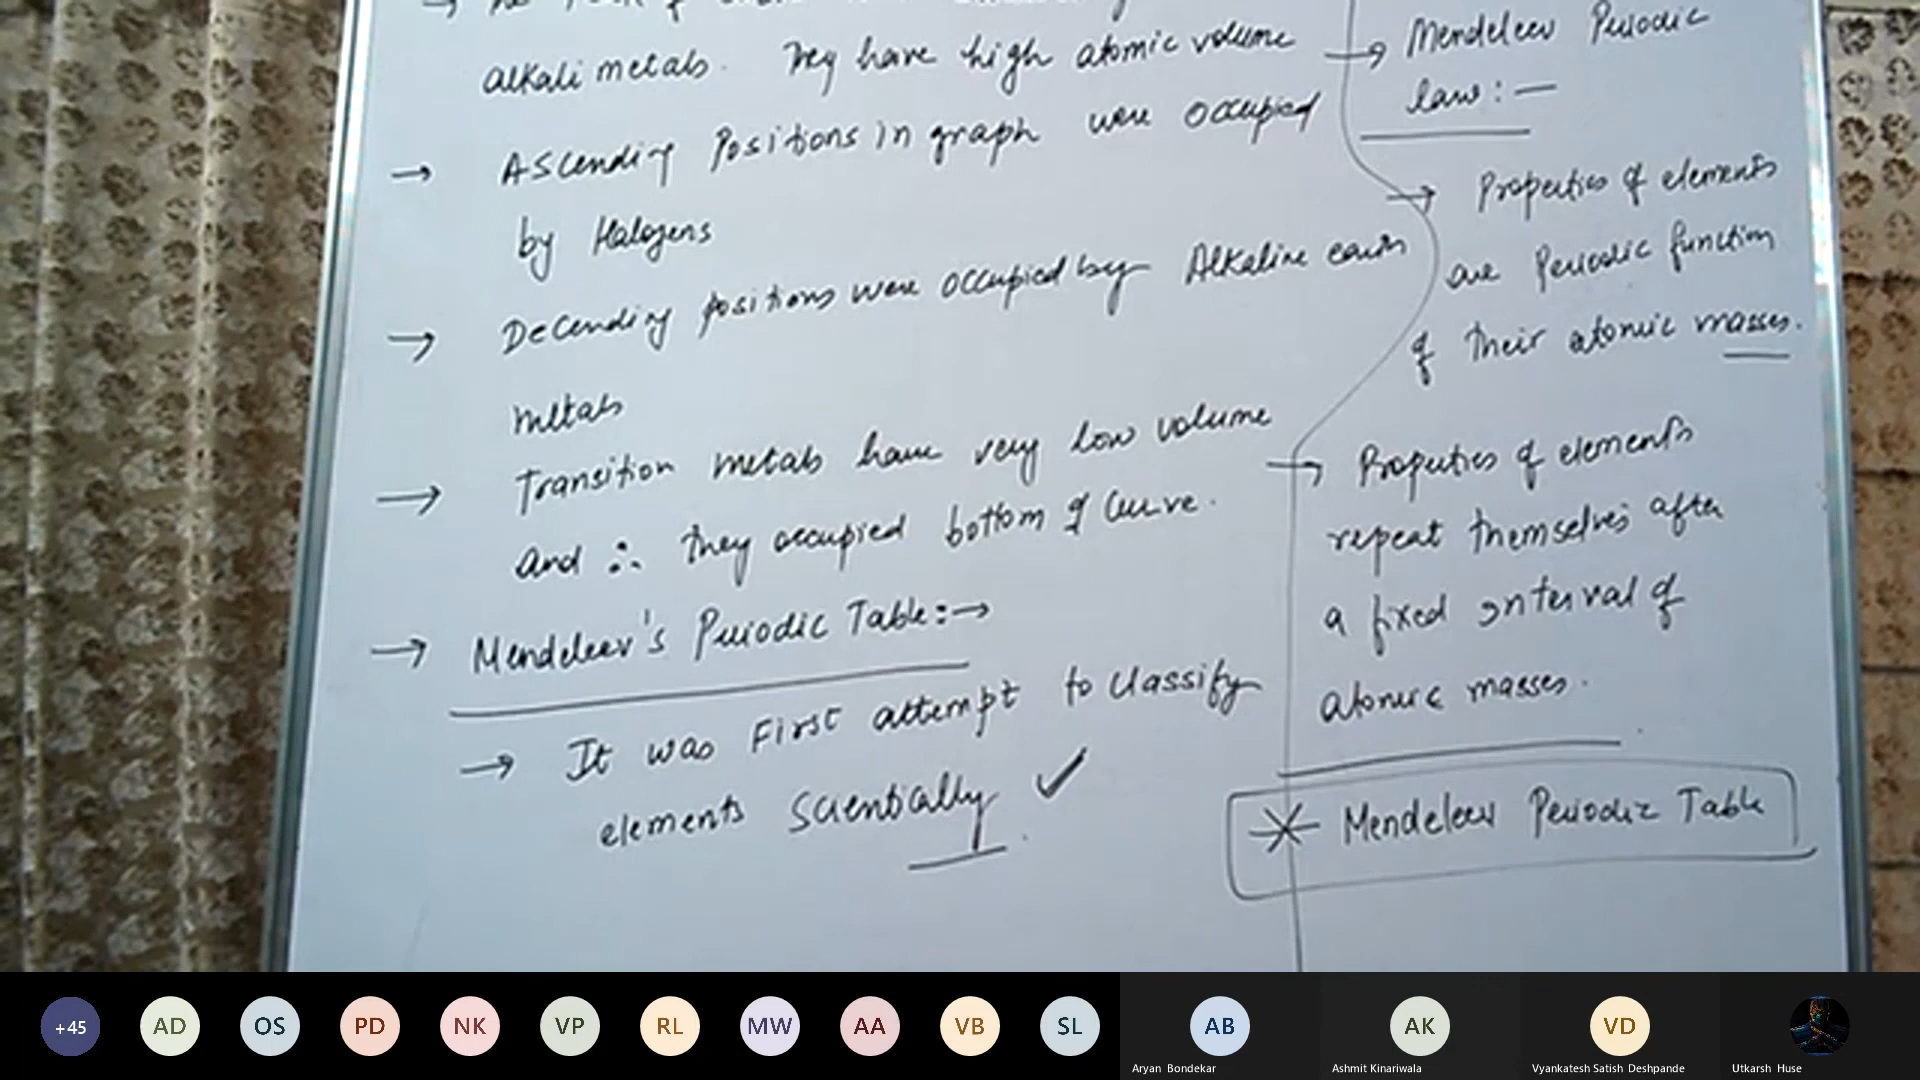 alkali metals. They have high atomic volume
→ Ascending Positions in graph were occupied
by Halogens
→ Decending positions were occupied by Alkaline earth
metals
→ Transition metals have very low volume
and ∴ they occupied bottom of curve.
→ Mendeleev's Periodic Table:→
→ It was First attempt to classify
elements Scientically ✓
→ Mendeleev Periodic
law:—
→ Properties of elements
are Periodic function
of their atomic masses.
→ Properties of elements
repeat themselves after
a fixed interval of
atomic masses.
* Mendeleev Periodic Table
+45 AD OS PD NK VP RL MW AA VB SL AB AK VD
Aryan Bondekar Ashmit Kinariwala Vyankatesh Satish Deshpande Utkarsh Huse